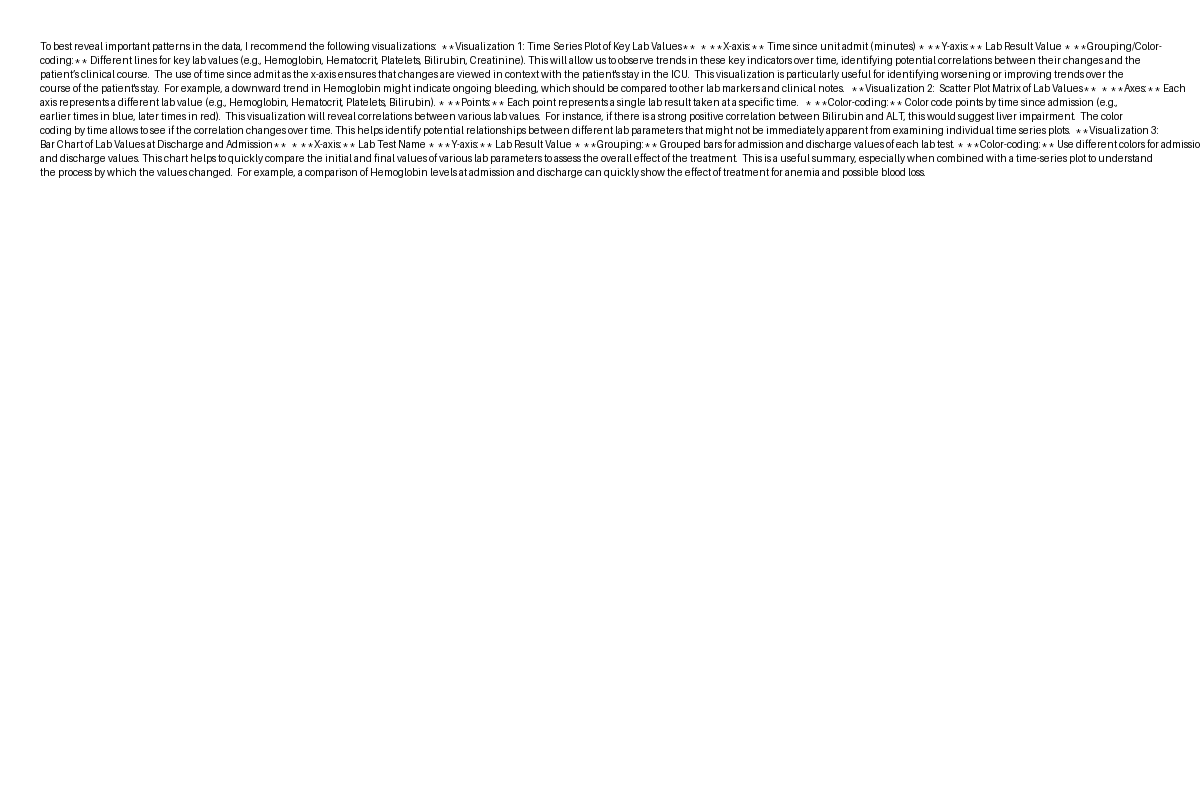 To best reveal important patterns in the data, I recommend the following visualizations:  **Visualization 1: Time Series Plot of Key Lab Values**  * **X-axis:** Time since unit admit (minutes) * **Y-axis:** Lab Result Value * **Grouping/Color-
coding:** Different lines for key lab values (e.g., Hemoglobin, Hematocrit, Platelets, Bilirubin, Creatinine). This will allow us to observe trends in these key indicators over time, identifying potential correlations between their changes and the
patient's clinical course.  The use of time since admit as the x-axis ensures that changes are viewed in context with the patient's stay in the ICU.  This visualization is particularly useful for identifying worsening or improving trends over the
course of the patient's stay.  For example, a downward trend in Hemoglobin might indicate ongoing bleeding, which should be compared to other lab markers and clinical notes.   **Visualization 2:  Scatter Plot Matrix of Lab Values**  * **Axes:** Each
axis represents a different lab value (e.g., Hemoglobin, Hematocrit, Platelets, Bilirubin). * **Points:** Each point represents a single lab result taken at a specific time.   * **Color-coding:** Color code points by time since admission (e.g.,
earlier times in blue, later times in red).  This visualization will reveal correlations between various lab values.  For instance, if there is a strong positive correlation between Bilirubin and ALT, this would suggest liver impairment.  The color
coding by time allows to see if the correlation changes over time. This helps identify potential relationships between different lab parameters that might not be immediately apparent from examining individual time series plots.  **Visualization 3:
Bar Chart of Lab Values at Discharge and Admission**  * **X-axis:** Lab Test Name * **Y-axis:** Lab Result Value * **Grouping:** Grouped bars for admission and discharge values of each lab test. * **Color-coding:** Use different colors for admissio
and discharge values. This chart helps to quickly compare the initial and final values of various lab parameters to assess the overall effect of the treatment.  This is a useful summary, especially when combined with a time-series plot to understand
the process by which the values changed.  For example, a comparison of Hemoglobin levels at admission and discharge can quickly show the effect of treatment for anemia and possible blood loss.